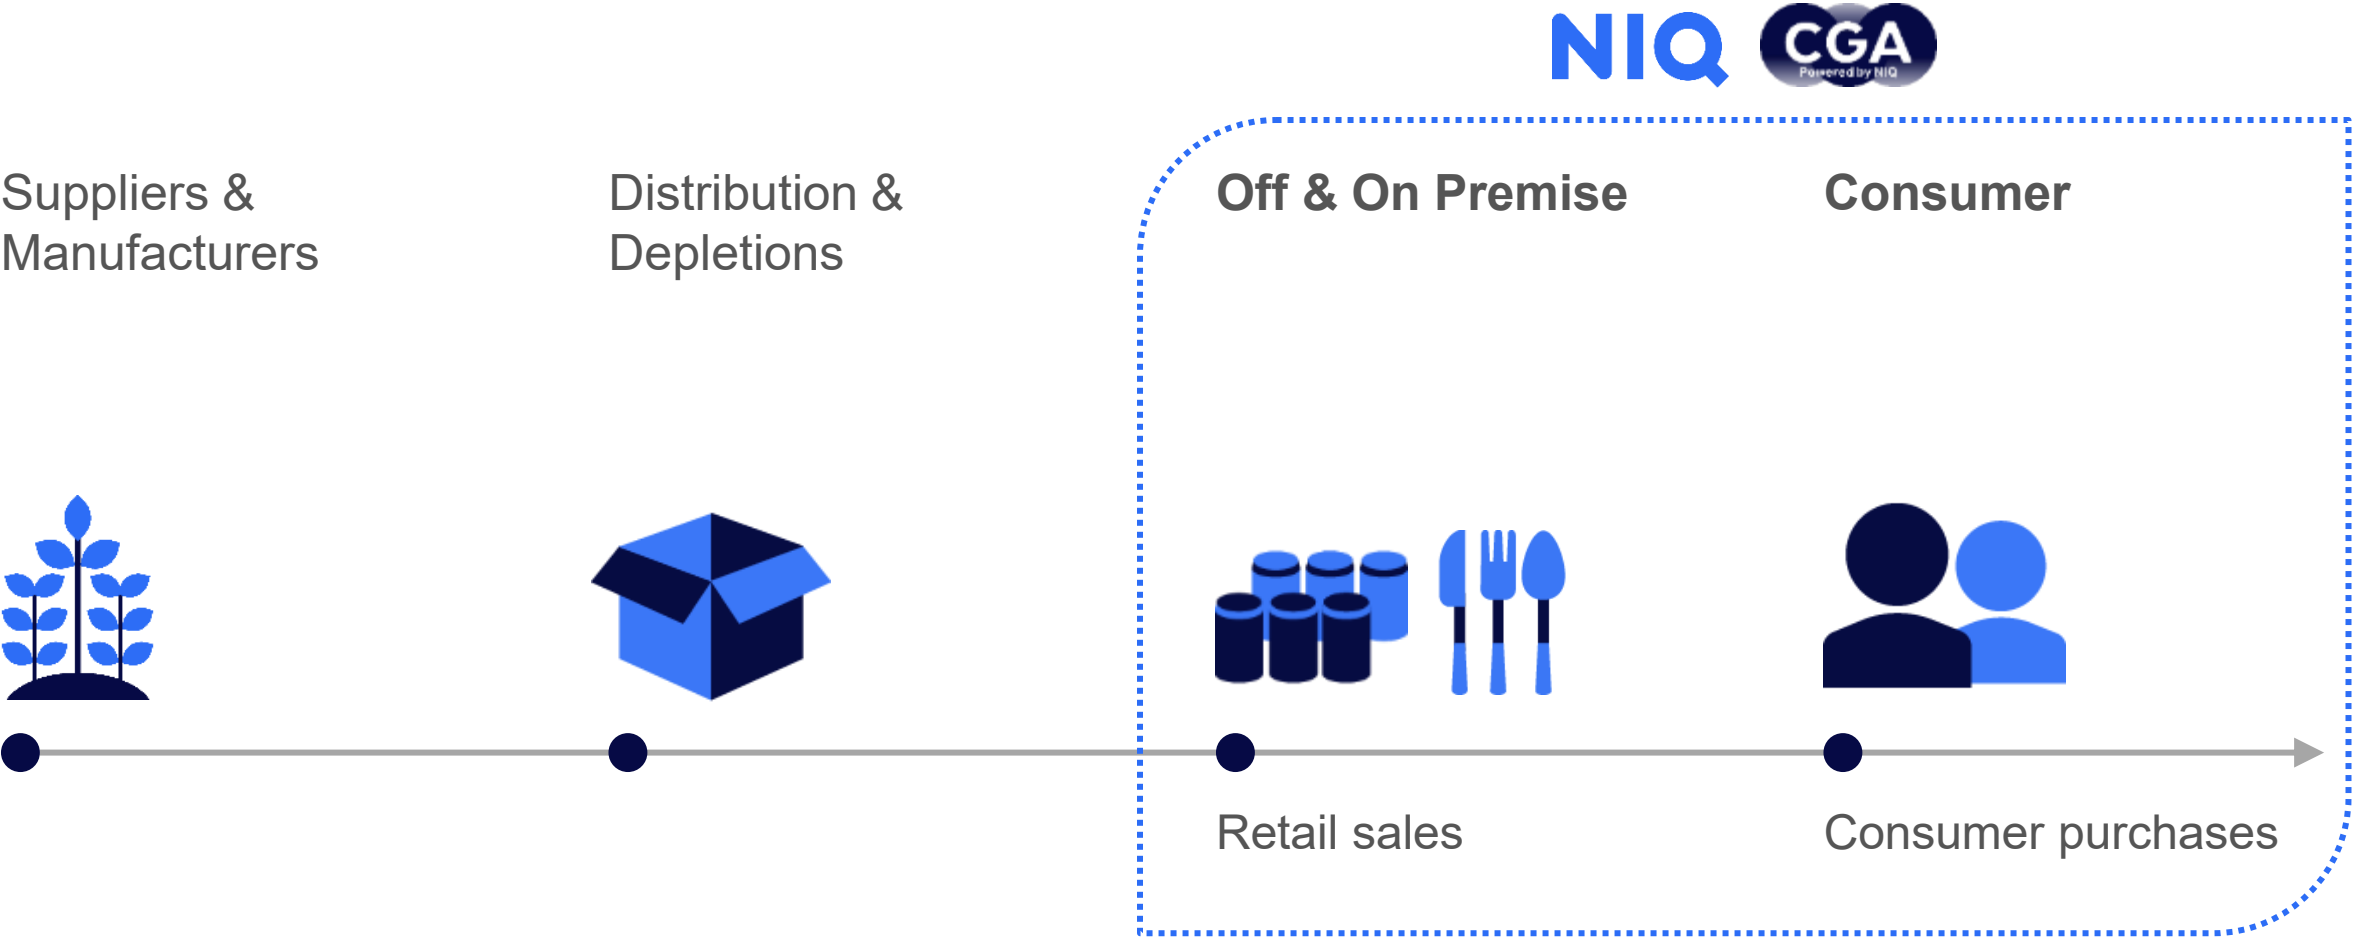 NIQ
CGA
Powered by NIQ
Suppliers &
Manufacturers
Distribution &
Depletions
Off & On Premise
Consumer
Retail sales
Consumer purchases